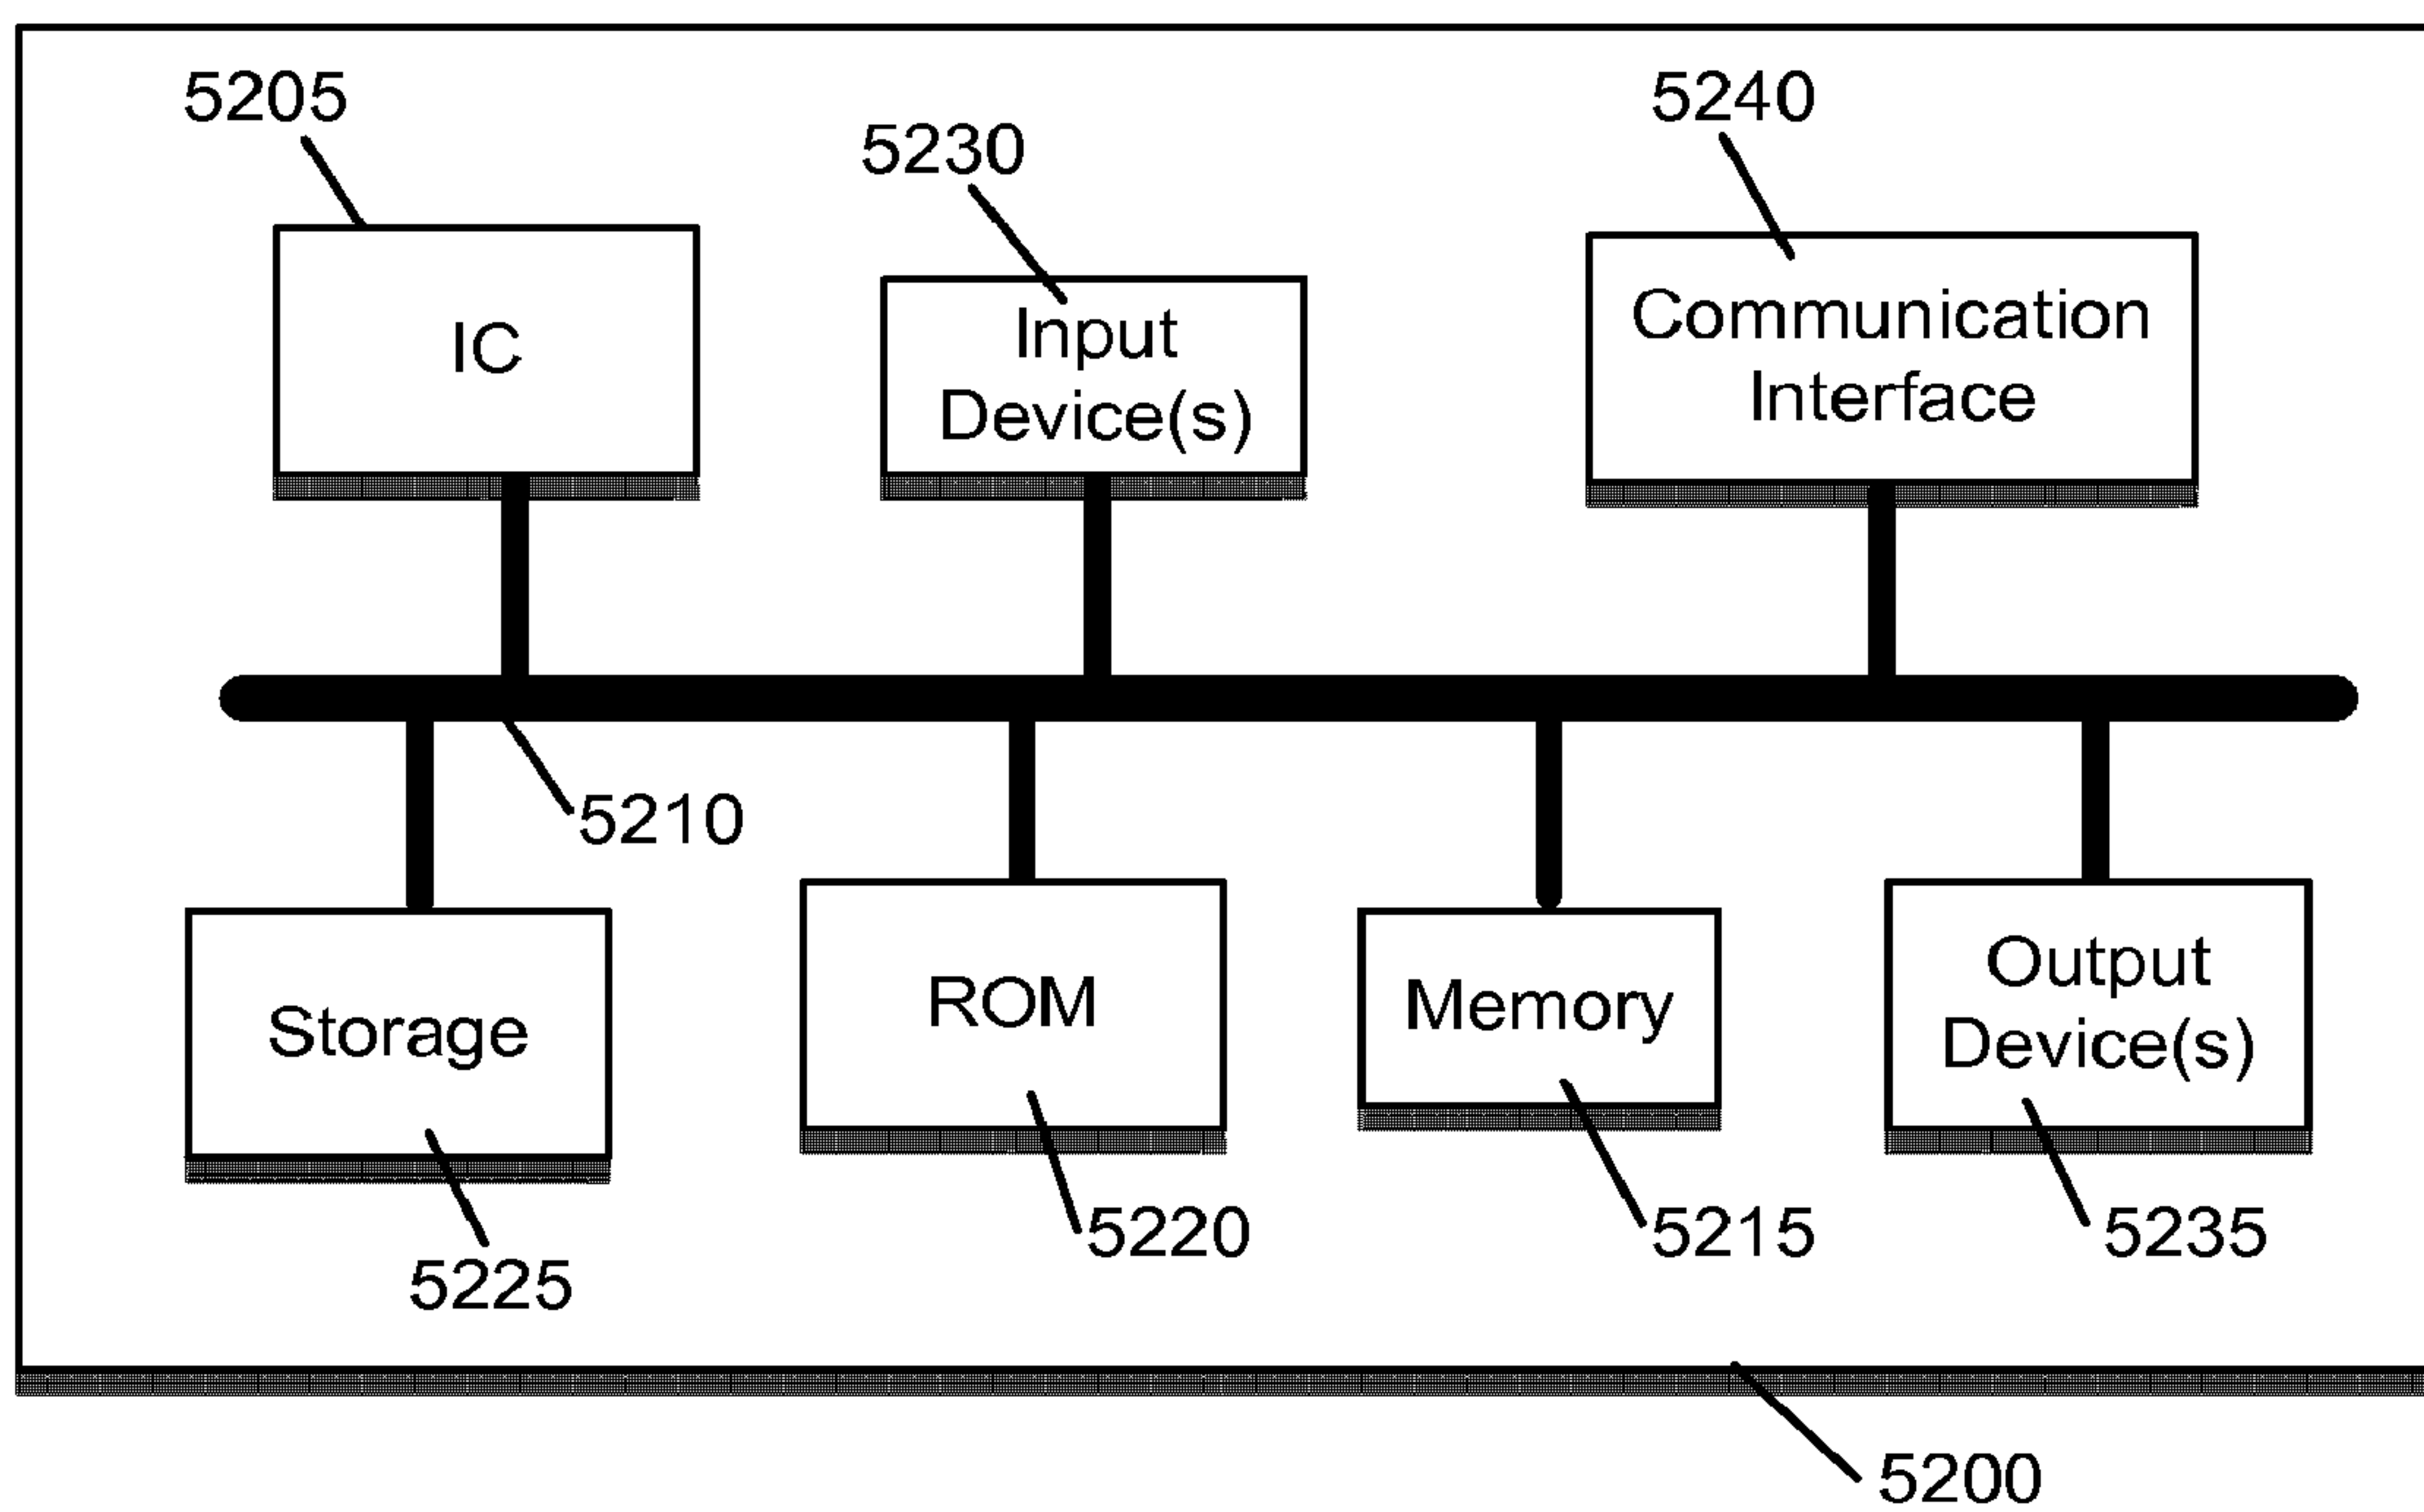 5205
5230
5240
IC
Input
Device(s)
Communication
Interface
5210
Storage
ROM
Memory
Output
Device(s)
5225
5220
5215
5235
5200